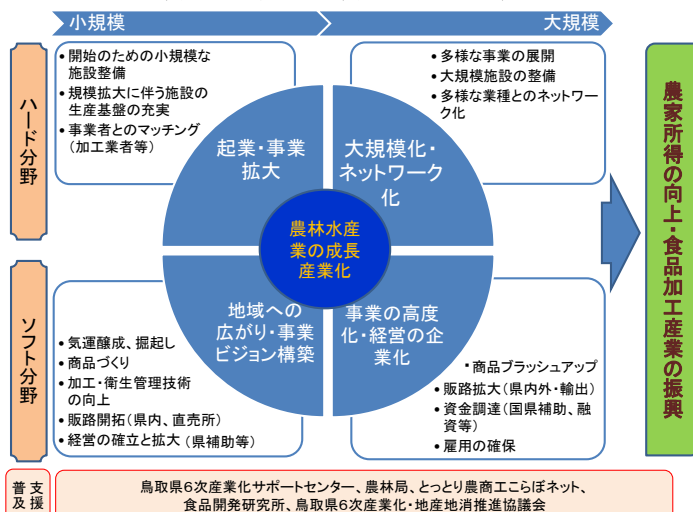 小規模
大規模
ハード分野
• 開始のための小規模な
施設整備
• 規模拡大に伴う施設の
生産基盤の充実
• 事業者とのマッチング
(加工業者等)
• 多様な事業の展開
• 大規模施設の整備
• 多様な業種とのネットワー
ク化
起業・事業
拡大
大規模化・
ネットワーク
化
農林水産
業の成長
産業化
地域への
広がり・事業
ビジョン構築
事業の高度
化・経営の企
業化
ソフト分野
• 気運醸成、掘起し
• 商品づくり
• 加工・衛生管理技術
の向上
• 販路開拓(県内、直売所)
• 経営の確立と拡大(県補助等)
• 商品ブラッシュアップ
• 販路拡大(県内外・輸出)
• 資金調達(国県補助、融
資等)
• 雇用の確保
農家所得の向上・食品加工産業の振興
支援
普及
鳥取県6次産業化サポートセンター、農林局、とっとり農商工こらぼネット、
食品開発研究所、鳥取県6次産業化・地産地消推進協議会